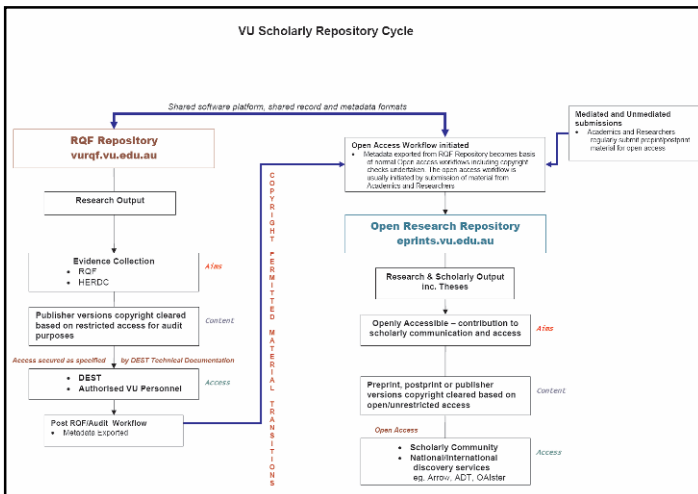 VU Scholarly Repository Cycle
Shared software platform, shared record and metadata formats
RQF Repository
vurqf.vu.edu.au
Research Output
Evidence Collection
• RQF
• HERDC
Aims
Publisher versions copyright cleared
based on restricted access for audit
purposes
Content
Access secured as specified by DEST Technical Documentation
• DEST
• Authorised VU Personnel
Access
Post RQF/Audit Workflow
• Metadata Exported
COPYRIGHT PERMITTED MATERIAL TRANSITIONS
Mediated and Unmediated
submissions
• Academics and Researchers
regularly submit preprint/postprint
material for open access
Open Access Workflow initiated
• Metadata exported from RQF Repository becomes basis
of normal Open access workflows including copyright
checks undertaken. The open access workflow is
usually initiated by submission of material from
Academics and Researchers
Open Research Repository
eprints.vu.edu.au
Research & Scholarly Output
inc. Theses
Openly Accessible – contribution to
scholarly communication and access
Aims
Preprint, postprint or publisher
versions copyright cleared based on
open/unrestricted access
Content
Open Access
• Scholarly Community
• National/International
discovery services
eg, Arrow, ADT, OAIster
Access